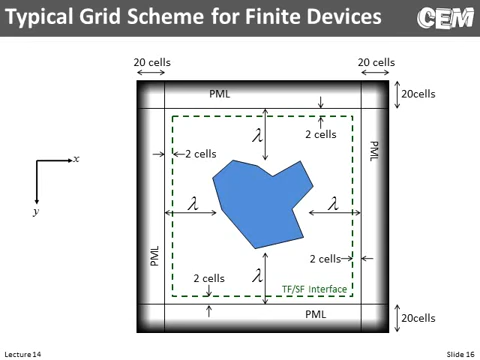 Typical Grid Scheme for Finite Devices
CEM
20 cells
20 cells
PML
20cells
λ
2 cells
2 cells
PML
x
y
λ
λ
PML
2 cells
2 cells
λ
TF/SF Interface
PML
20cells
Lecture 14
Slide 16